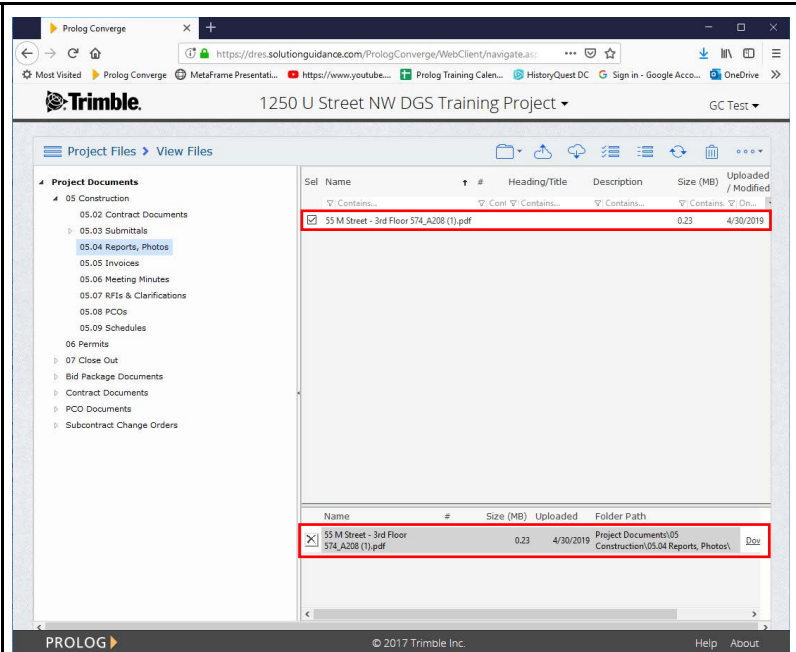 Prolog Converge
https://dres.solutionguidance.com/PrologConverge/WebClient/navigate.asp
Most Visited Prolog Converge MetaFrame Presentati... https://www.youtube.... Prolog Training Calen... HistoryQuest DC Sign in - Google Acco... OneDrive
Trimble. 1250 U Street NW DGS Training Project GC Test
Project Files View Files
Project Documents
05 Construction
05.02 Contract Documents
05.03 Submittals
05.04 Reports, Photos
05.05 Invoices
05.06 Meeting Minutes
05.07 RFIs & Clarifications
05.08 PCOs
05.09 Schedules
06 Permits
07 Close Out
Bid Package Documents
Contract Documents
PCO Documents
Subcontract Change Orders
Sel Name # Heading/Title Description Size (MB) Uploaded / Modified
Contains... Cont Contains... Contains... Contains. On...
55 M Street - 3rd Floor 574_A208 (1).pdf 0.23 4/30/2019
Name # Size (MB) Uploaded Folder Path
55 M Street - 3rd Floor 574_A208 (1).pdf 0.23 4/30/2019 Project Documents\05 Construction\05.04 Reports, Photos\ Dov
PROLOG © 2017 Trimble Inc. Help About